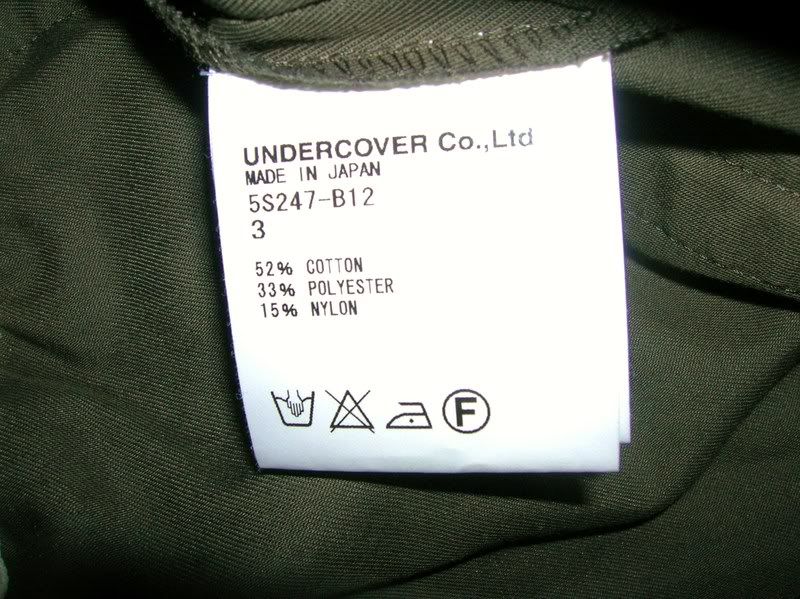 UNDERCOVER Co.,Ltd
MADE IN JAPAN
5S247-B12
3
52% COTTON
33% POLYESTER
15% NYLON
F